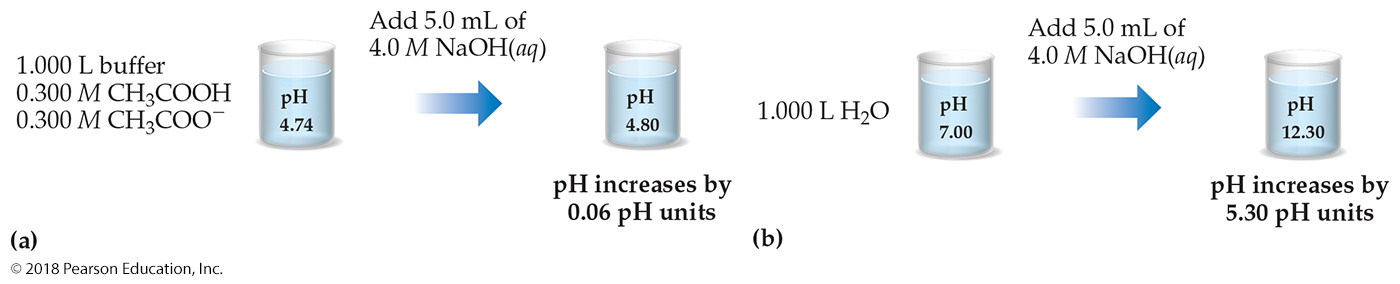 Add 5.0 mL of
4.0 M NaOH(aq)
1.000 L buffer
0.300 M CH₃COOH
0.300 M CH₃COO⁻
pH
4.74
pH
4.80
pH increases by
0.06 pH units
(a)
Add 5.0 mL of
4.0 M NaOH(aq)
1.000 L H₂O
pH
7.00
pH
12.30
pH increases by
5.30 pH units
(b)
© 2018 Pearson Education, Inc.